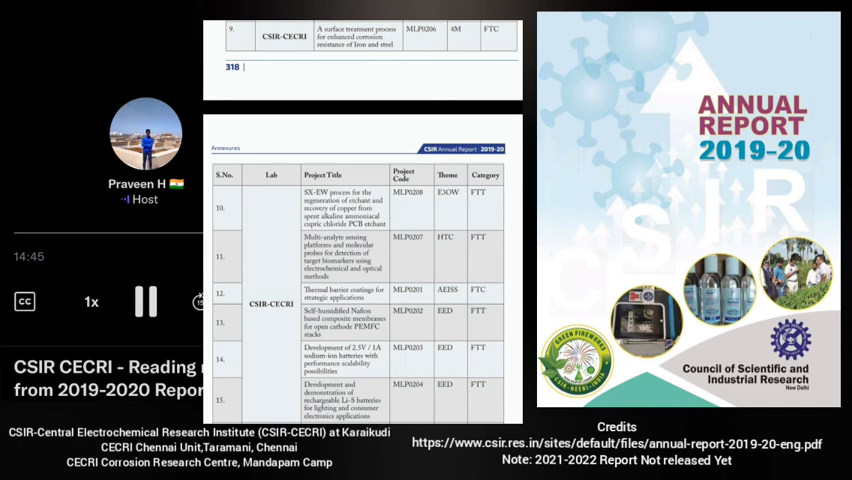 9.
CSIR-CECRI
A surface treatment process
for enhanced corrosion
resistance of Iron and steel
MLP0206
4M
FTC
318 |
Annexures
CSIR Annual Report 2019-20
S.No.
Lab
Project Title
Project
Code
Theme
Category
10.
SX-EW process for the
regeneration of etchant and
recovery of copper from
spent alkaline ammoniacal
cupric chloride PCB etchant
MLP0208
E3OW
FTT
11.
Multi-analyte sensing
platforms and molecular
probes for detection of
target biomarkers using
electrochemical and optical
methods
MLP0207
HTC
FTT
12.
Thermal barrier coatings for
strategic applications
MLP0201
AEISS
FTC
CSIR-CECRI
13.
Self-humidified Nafion
based composite membranes
for open cathode PEMFC
stacks
MLP0202
EED
FTT
14.
Development of 2.5V / 1A
sodium-ion batteries with
performance scalability
possibilities
MLP0203
EED
FTT
15.
Development and
demonstration of
rechargeable Li-S batteries
for lighting and consumer
electronics applications
MLP0204
EED
FTT
Praveen H
Host
14:45
CC
1x
15
CSIR CECRI - Reading
from 2019-2020 Repor
CSIR-Central Electrochemical Research Institute (CSIR-CECRI) at Karaikudi
CECRI Chennai Unit,Taramani, Chennai
CECRI Corrosion Research Centre, Mandapam Camp
ANNUAL
REPORT
2019-20
CSIR
GREEN FIREWORKS
CSIR-NEERI-INDIA
Council of Scientific and
Industrial Research
New Delhi
Credits
https://www.csir.res.in/sites/default/files/annual-report-2019-20-eng.pdf
Note: 2021-2022 Report Not released Yet